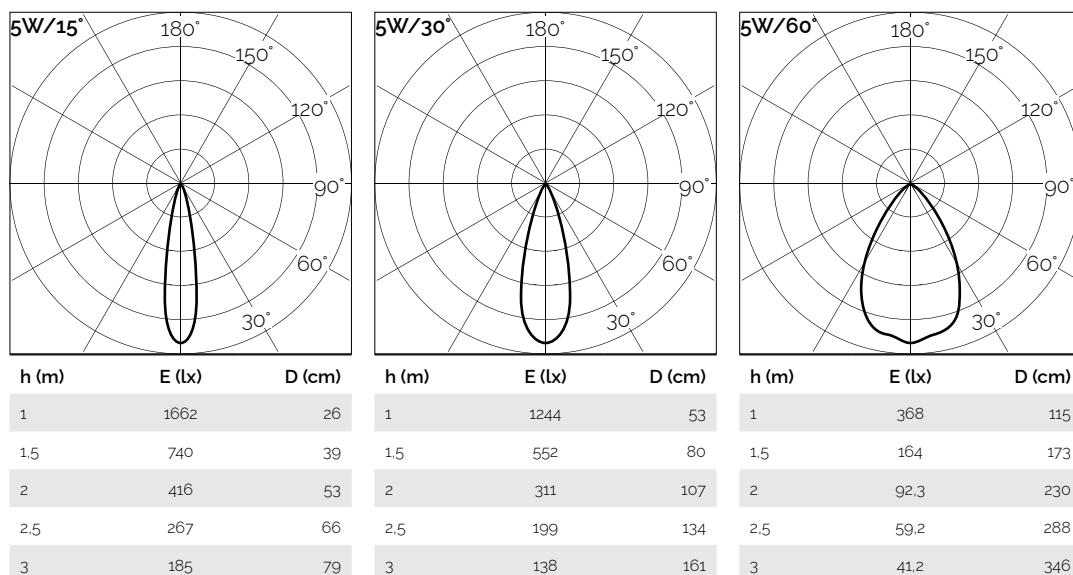 5W/15°
180°
150°
120°
90°
60°
30°
h (m) E (lx) D (cm)
1 1662 26
1,5 740 39
2 416 53
2,5 267 66
3 185 79
5W/30°
180°
150°
120°
90°
60°
30°
h (m) E (lx) D (cm)
1 1244 53
1,5 552 80
2 311 107
2,5 199 134
3 138 161
5W/60°
180°
150°
120°
90°
60°
30°
h (m) E (lx) D (cm)
1 368 115
1,5 164 173
2 92,3 230
2,5 59,2 288
3 41,2 346